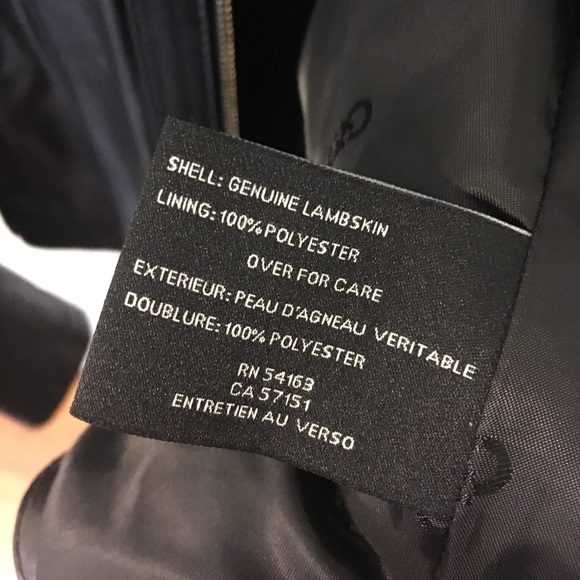 SHELL: GENUINE LAMBSKIN
LINING: 100% POLYESTER
OVER FOR CARE
EXTERIEUR: PEAU D'AGNEAU VERITABLE
DOUBLURE: 100% POLYESTER
RN 54163
CA 57151
ENTRETIEN AU VERSO